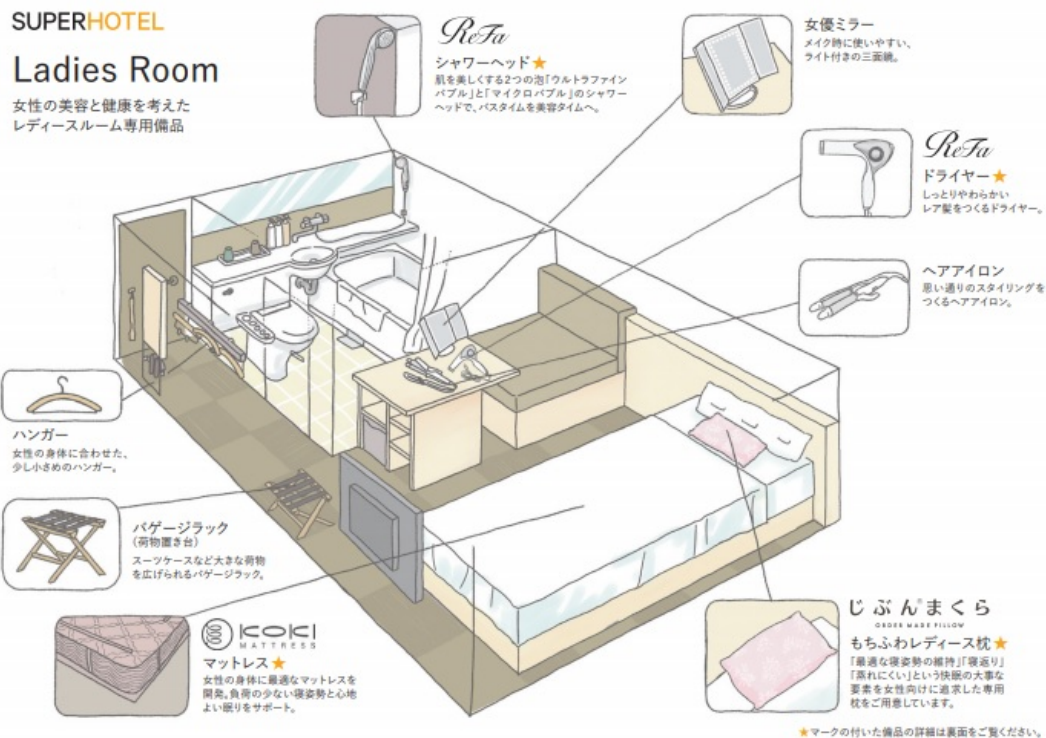 SUPERHOTEL
Ladies Room
女性の美容と健康を考えた
レディースルーム専用備品
ReFa
シャワーヘッド★
肌を美しくする2つの泡「ウルトラファイン
バブル」と「マイクロバブル」のシャワー
ヘッドで、バスタイムを美容タイムへ。
女優ミラー
メイク時に使いやすい、
ライト付きの三面鏡。
ReFa
ドライヤー★
しっとりやわらかい
レア髪をつくるドライヤー。
ヘアアイロン
思い通りのスタイリングを
つくるヘアアイロン。
ハンガー
女性の身体に合わせた、
少し小さめのハンガー。
バゲージラック
(荷物置き台)
スーツケースなど大きな荷物
を広げられるバゲージラック。
KOKI
MATTRESS
マットレス★
女性の身体に最適なマットレスを
開発。負荷の少ない寝姿勢と心地
よい眠りをサポート。
じぶん®まくら
ORDER MADE PILLOW
もちふわレディース枕★
「最適な寝姿勢の維持」「寝返り」
「蒸れにくい」という快眠の大事な
要素を女性向けに追求した専用
枕をご用意しています。
★マークの付いた備品の詳細は裏面をご覧ください。